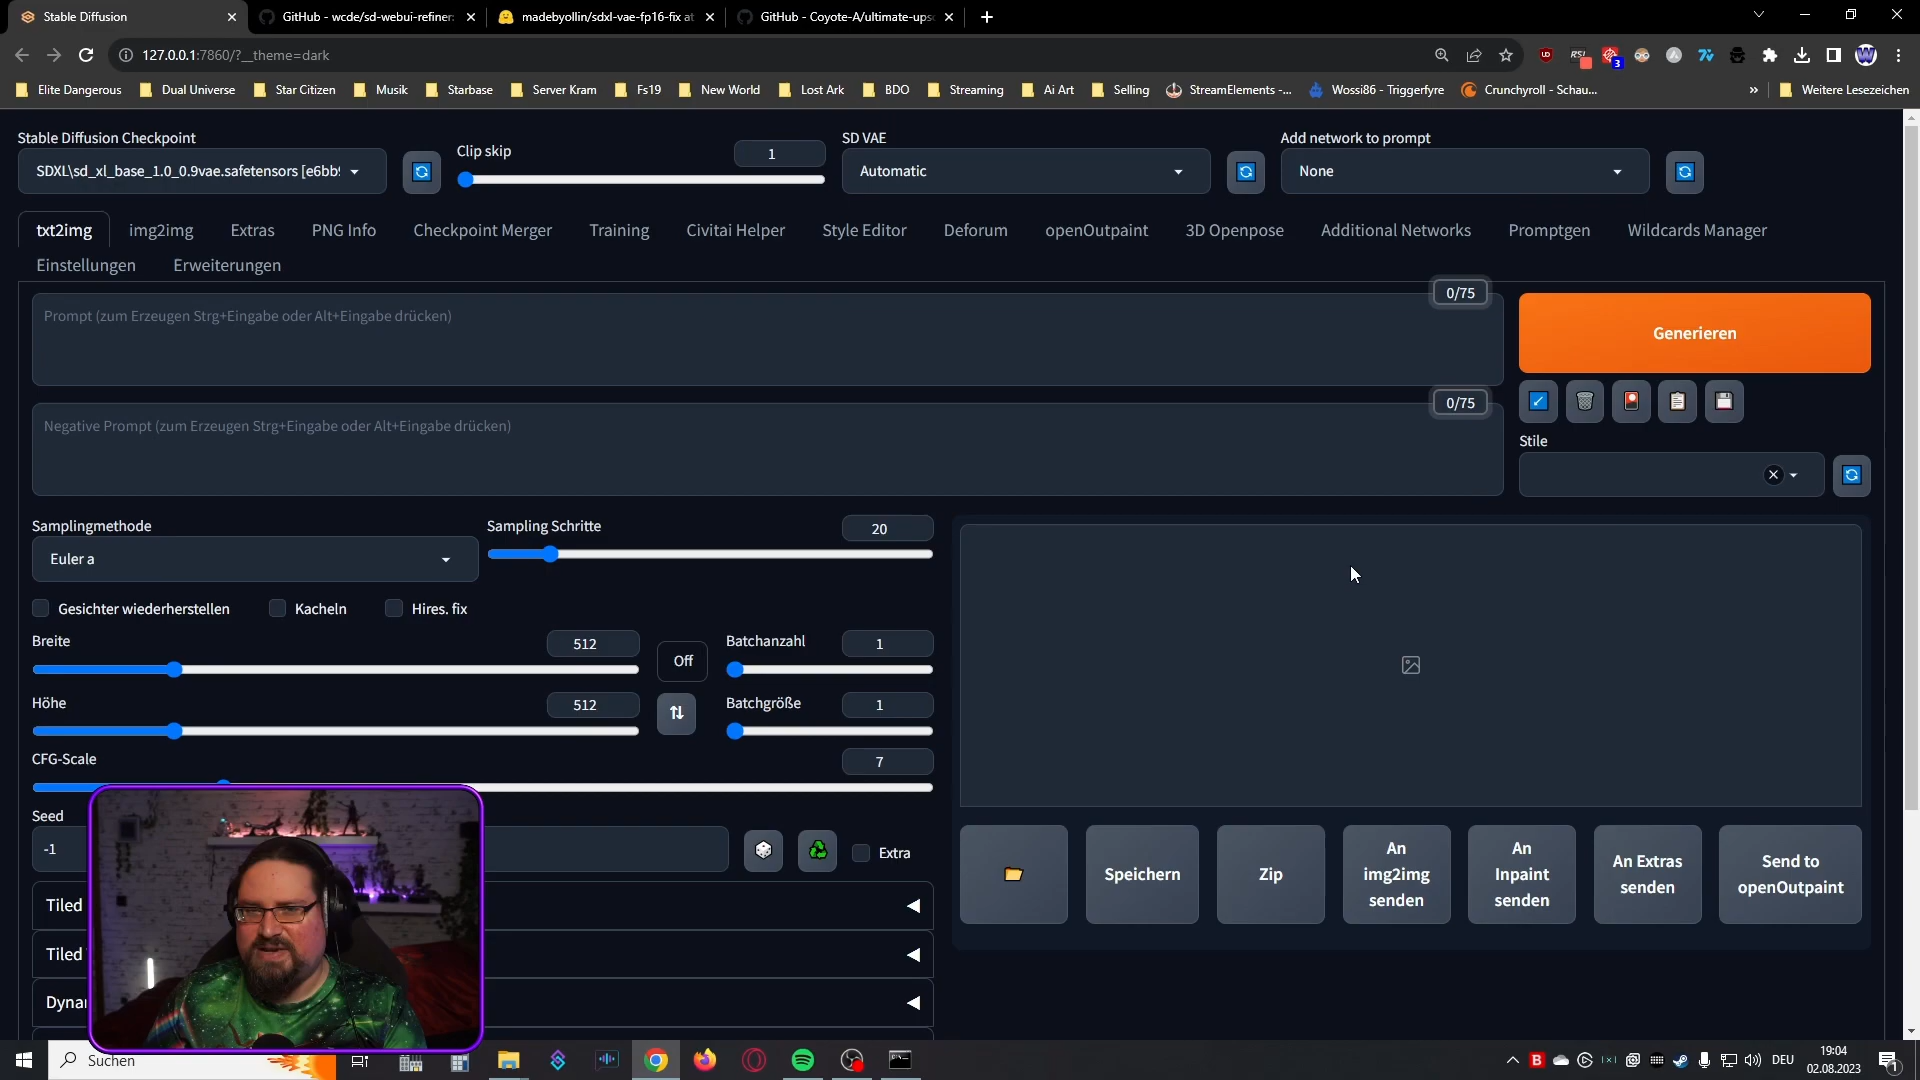 Stable Diffusion
GitHub - wcde/sd-webui-refiner:
madebyollin/sdxl-vae-fp16-fix at
GitHub - Coyote-A/ultimate-ups
127.0.0.1:7860/?__theme=dark
3
Elite Dangerous
Dual Universe
Star Citizen
Musik
Starbase
Server Kram
Fs19
New World
Lost Ark
BDO
Streaming
Ai Art
Selling
StreamElements -...
Wossi86 - Triggerfyre
Crunchyroll - Schau...
»
Weitere Lesezeichen
Stable Diffusion Checkpoint
SDXL\sd_xl_base_1.0_0.9vae.safetensors [e6bb9
Clip skip
1
SD VAE
Automatic
Add network to prompt
None
txt2img
img2img
Extras
PNG Info
Checkpoint Merger
Training
Civitai Helper
Style Editor
Deforum
openOutpaint
3D Openpose
Additional Networks
Promptgen
Wildcards Manager
Einstellungen
Erweiterungen
Prompt (zum Erzeugen Strg+Eingabe oder Alt+Eingabe drücken)
0/75
Negative Prompt (zum Erzeugen Strg+Eingabe oder Alt+Eingabe drücken)
0/75
Generieren
Stile
Samplingmethode
Euler a
Sampling Schritte
20
Gesichter wiederherstellen
Kacheln
Hires. fix
Breite
512
Off
Batchanzahl
1
Höhe
512
Batchgröße
1
CFG-Scale
7
Seed
-1
Extra
Tiled
Tiled
Dyna
Speichern
Zip
An
img2img
senden
An
Inpaint
senden
An Extras
senden
Send to
openOutpaint
Suchen
DEU
19:04
02.08.2023
1